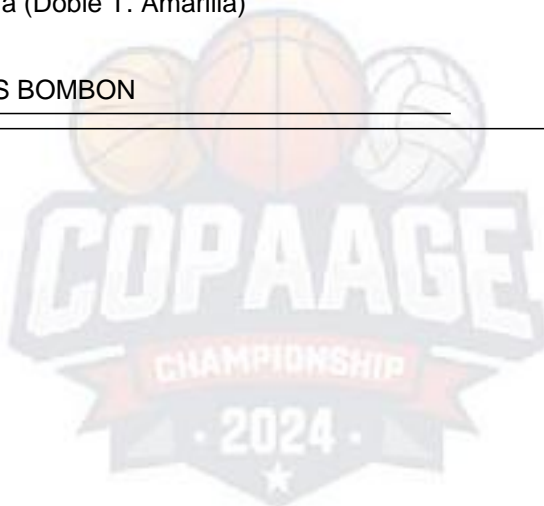 a (Doble T. Amarilla)
S BOMBON
COPAAGE
CHAMPIONSHIP
· 2024 ·